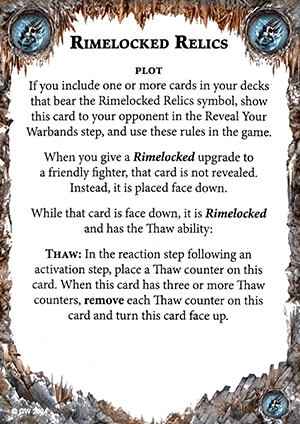 Rimelocked Relics
PLOT
If you include one or more cards in your decks
that bear the Rimelocked Relics symbol, show
this card to your opponent in the Reveal Your
Warbands step, and use these rules in the game.
When you give a Rimelocked upgrade to
a friendly fighter, that card is not revealed.
Instead, it is placed face down.
While that card is face down, it is Rimelocked
and has the Thaw ability:
Thaw: In the reaction step following an
activation step, place a Thaw counter on this
card. When this card has three or more Thaw
counters, remove each Thaw counter on this
card and turn this card face up.